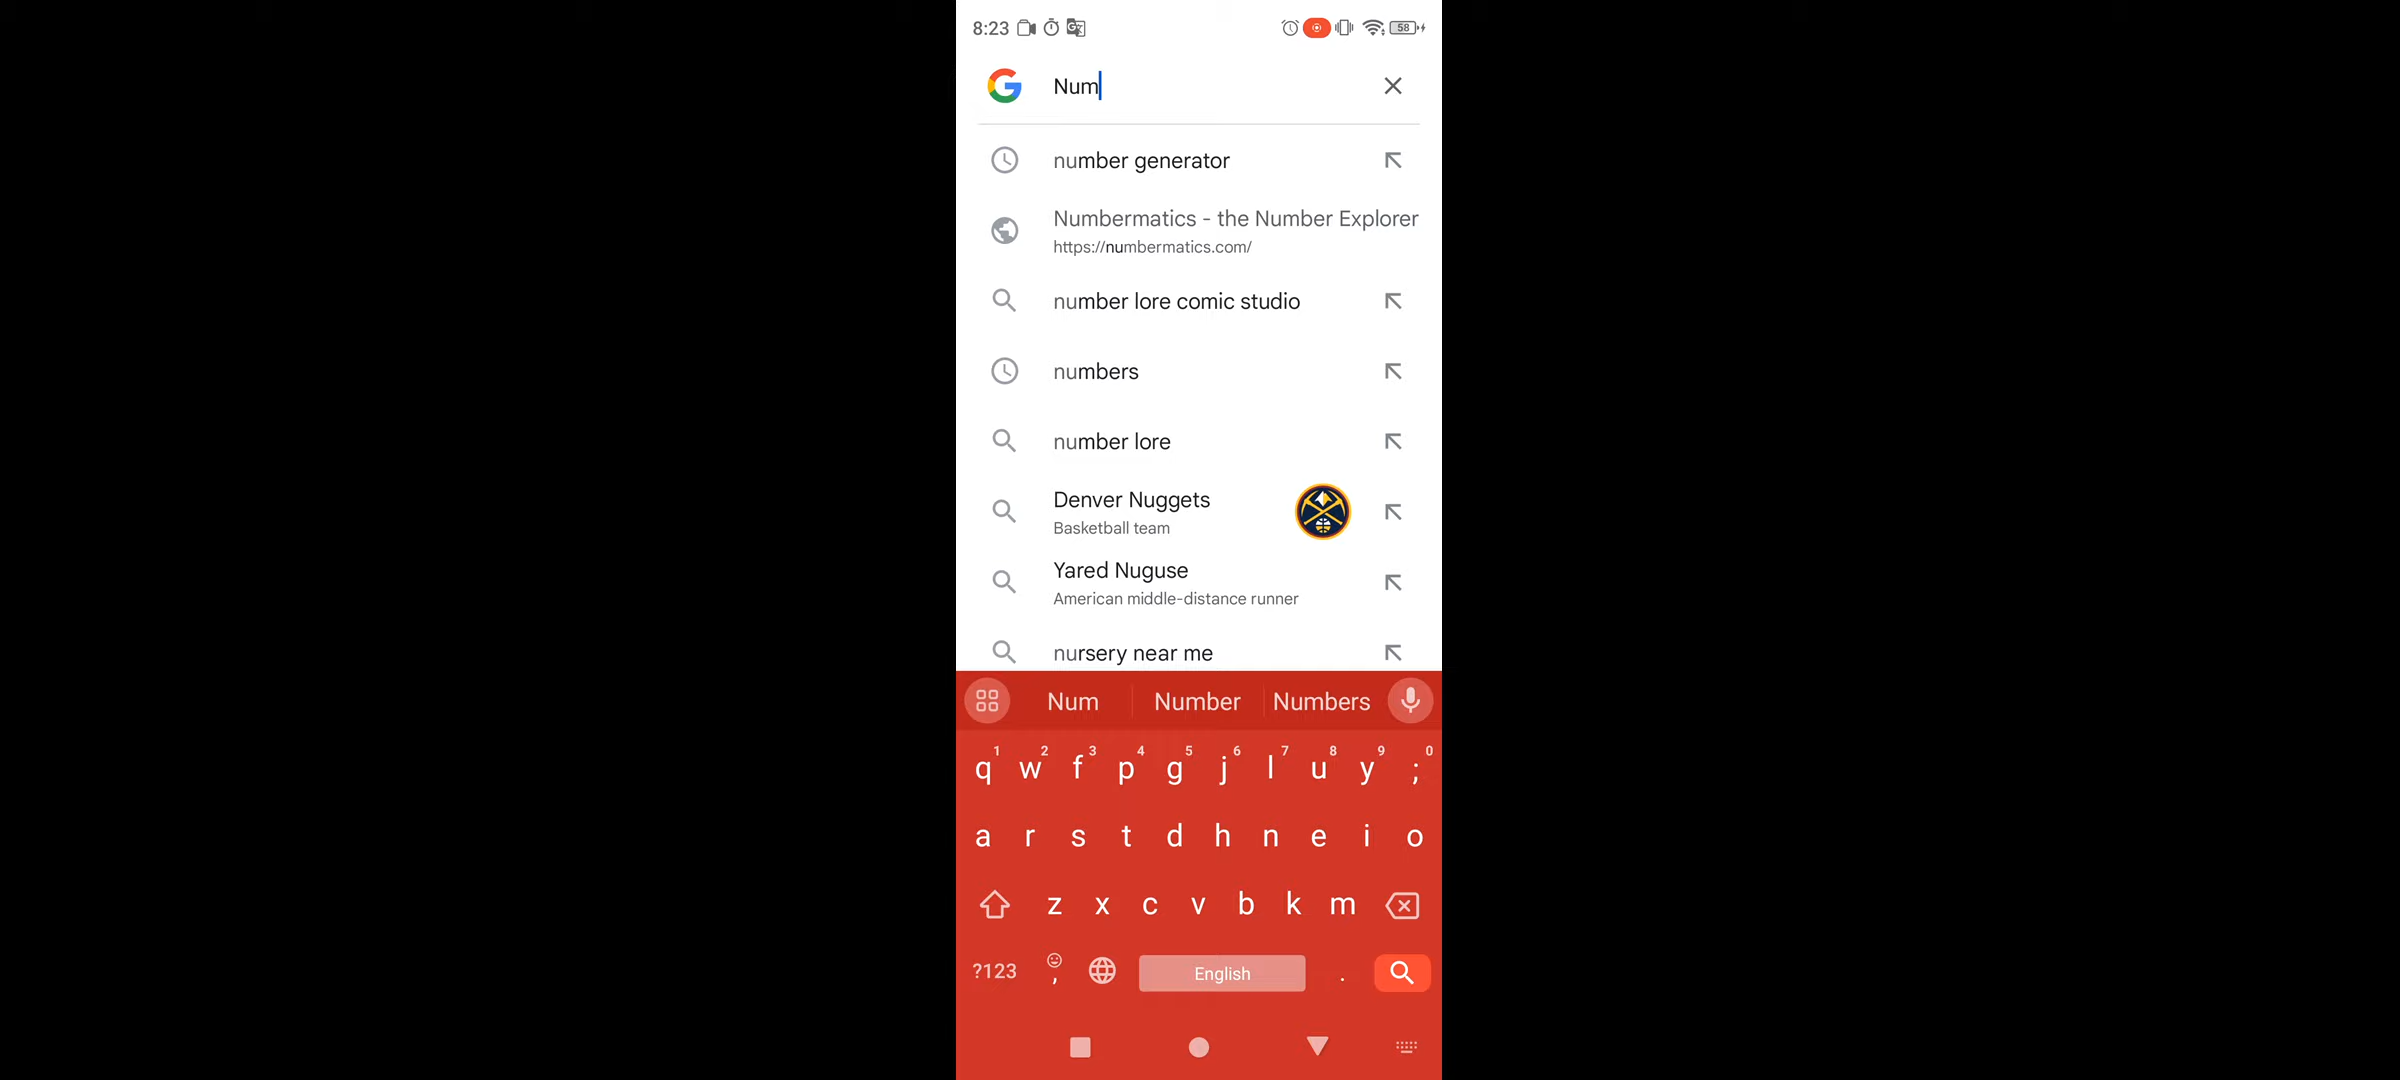 8:23 58
Num
number generator
Numbermatics - the Number Explorer
https://numbermatics.com/
number lore comic studio
numbers
number lore
Denver Nuggets
Basketball team
Yared Nuguse
American middle-distance runner
nursery near me
Num Number Numbers
1 2 3 4 5 6 7 8 9 0
q w f p g j l u y ;
a r s t d h n e i o
z x c v b k m
?123 , English .